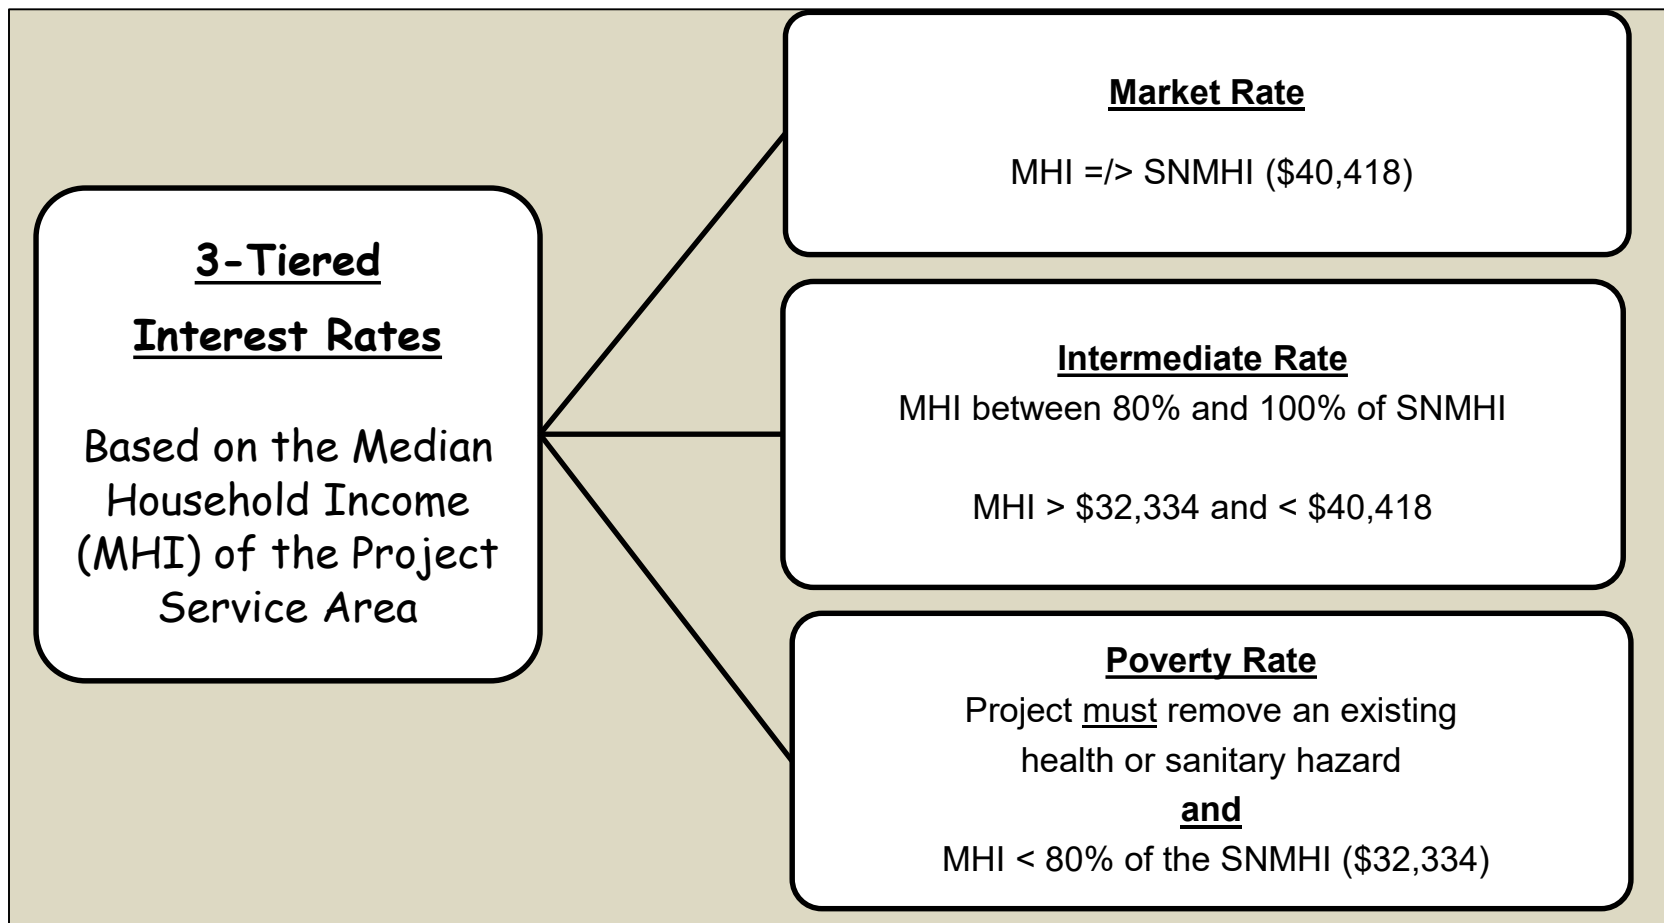 3-Tiered
Interest Rates
Based on the Median
Household Income
(MHI) of the Project
Service Area
Market Rate
MHI =/> SNMHI ($40,418)
Intermediate Rate
MHI between 80% and 100% of SNMHI
MHI > $32,334 and < $40,418
Poverty Rate
Project must remove an existing
health or sanitary hazard
and
MHI < 80% of the SNMHI ($32,334)